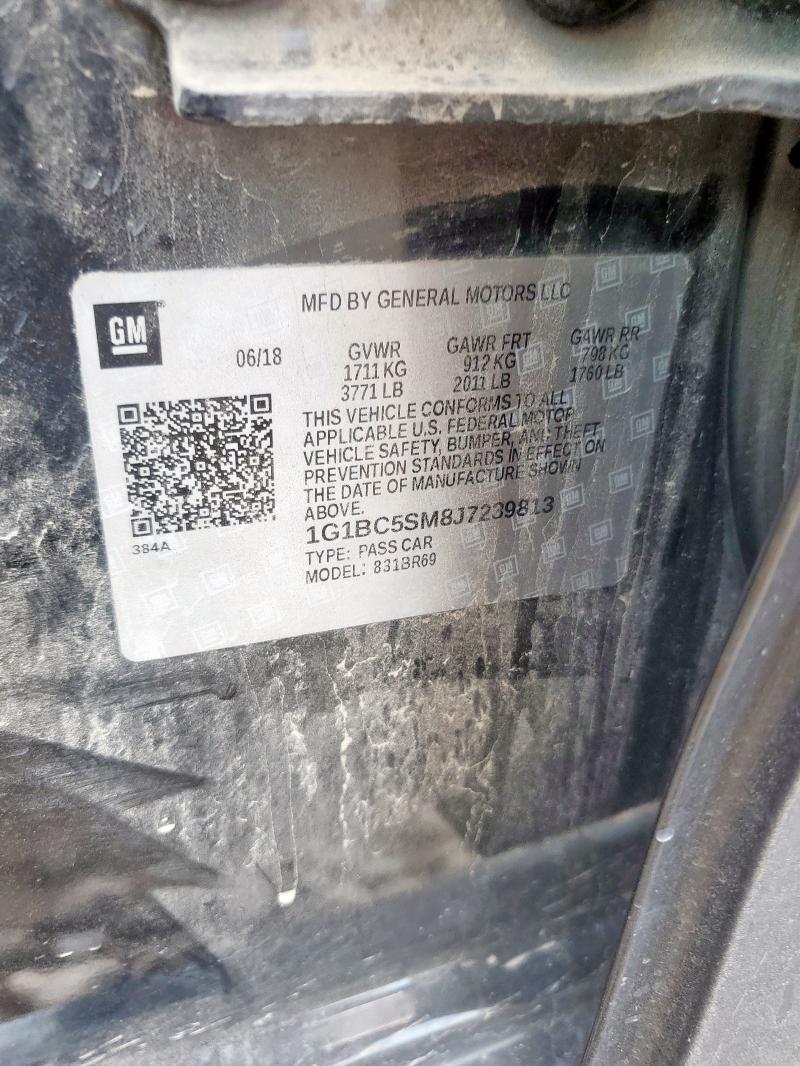 GM
MFD BY GENERAL MOTORS LLC
06/18
GVWR GAWR FRT GAWR RR
1711 KG 912 KG 798 KG
3771 LB 2011 LB 1760 LB
THIS VEHICLE CONFORMS TO ALL
APPLICABLE U.S. FEDERAL MOTOR
VEHICLE SAFETY, BUMPER, AND THEFT
PREVENTION STANDARDS IN EFFECT ON
THE DATE OF MANUFACTURE SHOWN
ABOVE.
1G1BC5SM8J7239813
384A
TYPE: PASS CAR
MODEL: 831BR69